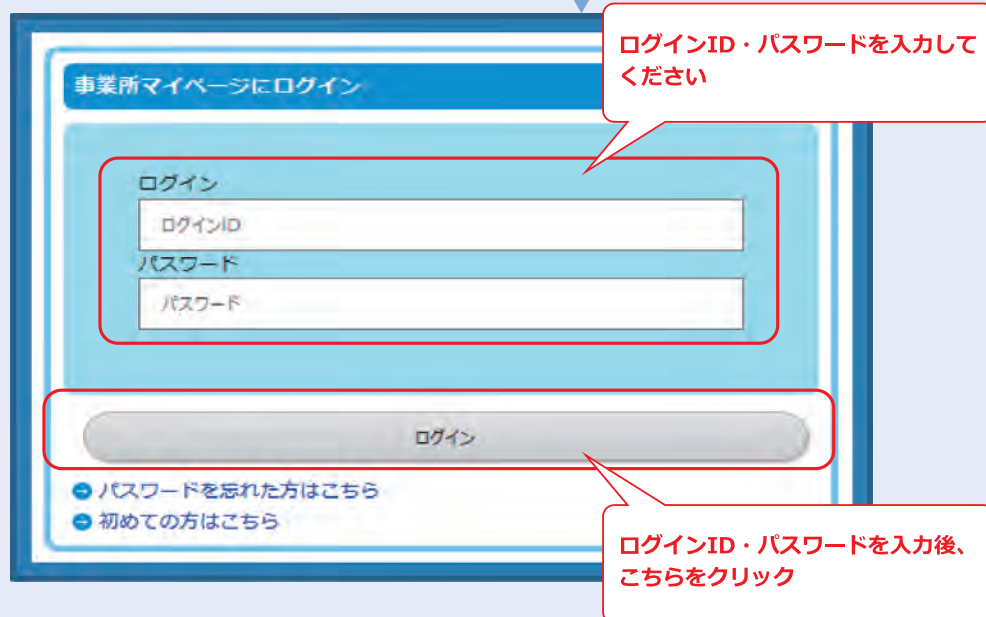 ログインID・パスワードを入力して
ください
事業所マイページにログイン
ログイン
ログインID
パスワード
パスワード
ログイン
パスワードを忘れた方はこちら
初めての方はこちら
ログインID・パスワードを入力後、
こちらをクリック